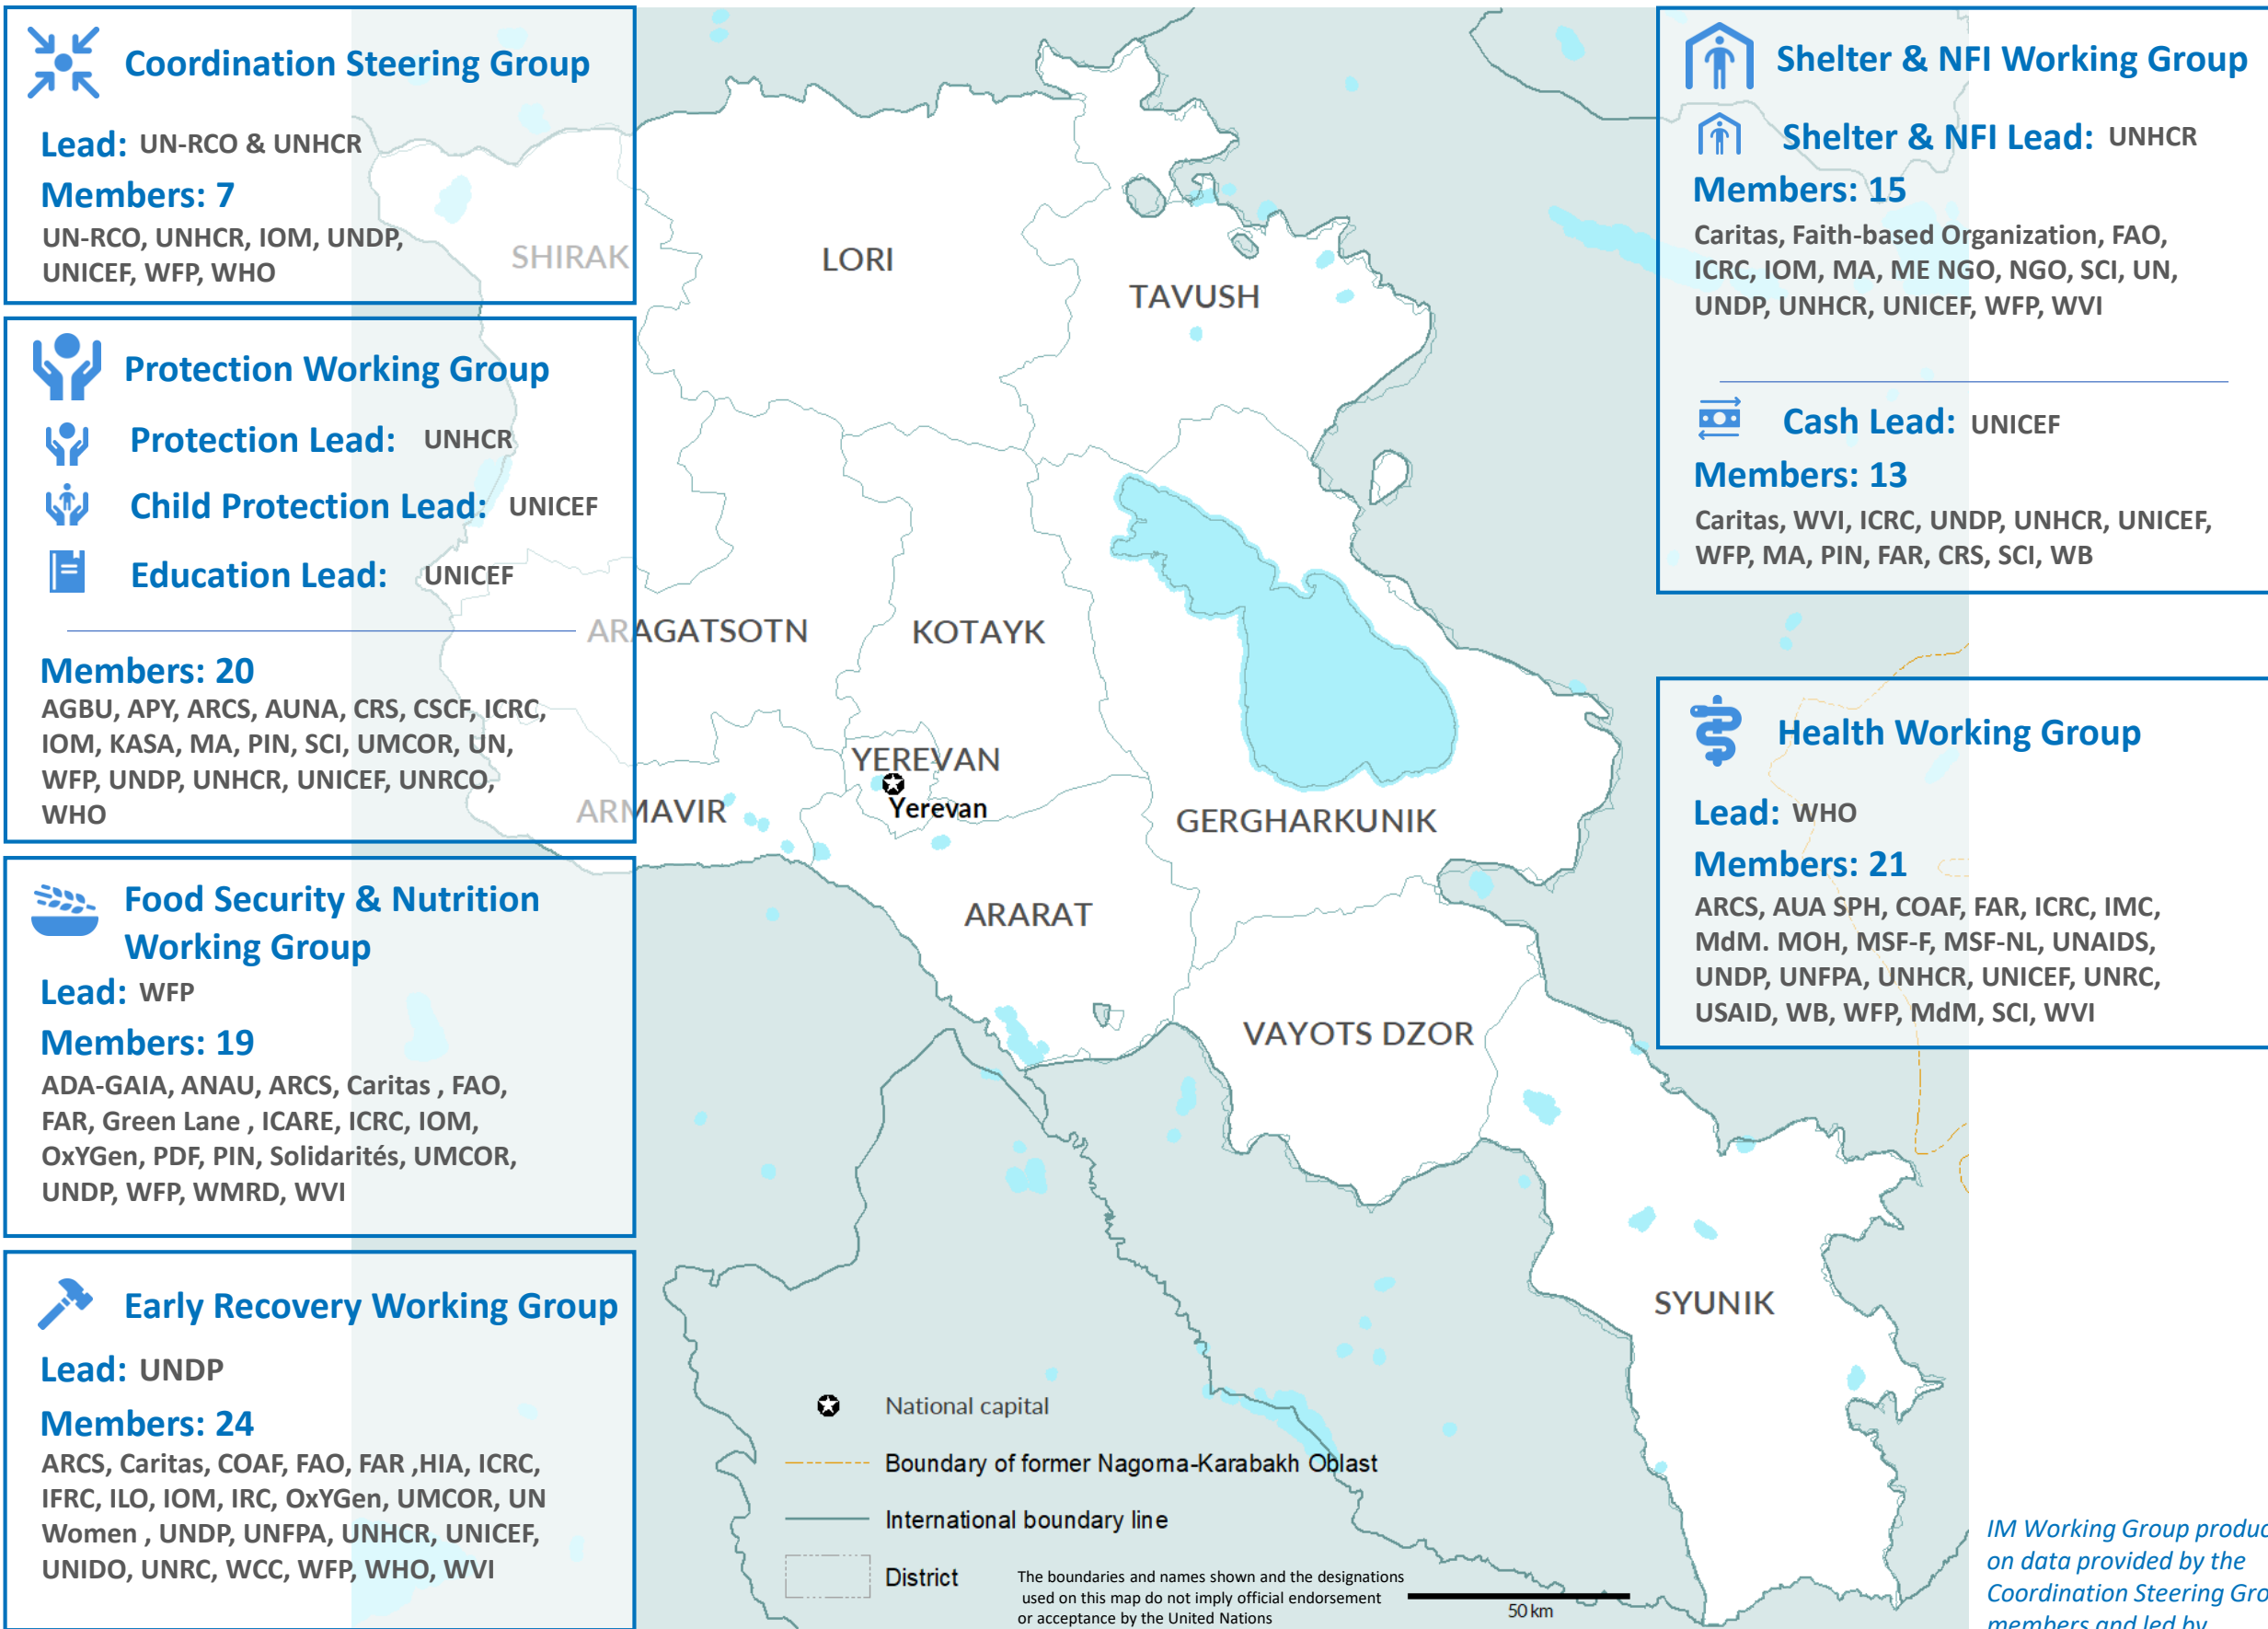 Coordination Steering Group
Lead: UN-RCO & UNHCR
Members: 7
UN-RCO, UNHCR, IOM, UNDP,
UNICEF, WFP, WHO
Protection Working Group
Protection Lead: UNHCR
Child Protection Lead: UNICEF
Education Lead: UNICEF
Members: 20
AGBU, APY, ARCS, AUNA, CRS, CSCF, ICRC,
IOM, KASA, MA, PIN, SCI, UMCOR, UN,
WFP, UNDP, UNHCR, UNICEF, UNRCO,
WHO
Food Security & Nutrition
Working Group
Lead: WFP
Members: 19
ADA-GAIA, ANAU, ARCS, Caritas , FAO,
FAR, Green Lane , ICARE, ICRC, IOM,
OxYGen, PDF, PIN, Solidarités, UMCOR,
UNDP, WFP, WMRD, WVI
Early Recovery Working Group
Lead: UNDP
Members: 24
ARCS, Caritas, COAF, FAO, FAR ,HIA, ICRC,
IFRC, ILO, IOM, IRC, OxYGen, UMCOR, UN
Women , UNDP, UNFPA, UNHCR, UNICEF,
UNIDO, UNRC, WCC, WFP, WHO, WVI
SHIRAK
LORI
TAVUSH
ARAGATSOTN
KOTAYK
YEREVAN
Yerevan
ARMAVIR
GERGHARKUNIK
ARARAT
VAYOTS DZOR
SYUNIK
National capital
Boundary of former Nagorna-Karabakh Oblast
International boundary line
District
The boundaries and names shown and the designations
used on this map do not imply official endorsement
or acceptance by the United Nations
50 km
Shelter & NFI Working Group
Shelter & NFI Lead: UNHCR
Members: 15
Caritas, Faith-based Organization, FAO,
ICRC, IOM, MA, ME NGO, NGO, SCI, UN,
UNDP, UNHCR, UNICEF, WFP, WVI
Cash Lead: UNICEF
Members: 13
Caritas, WVI, ICRC, UNDP, UNHCR, UNICEF,
WFP, MA, PIN, FAR, CRS, SCI, WB
Health Working Group
Lead: WHO
Members: 21
ARCS, AUA SPH, COAF, FAR, ICRC, IMC,
MdM. MOH, MSF-F, MSF-NL, UNAIDS,
UNDP, UNFPA, UNHCR, UNICEF, UNRC,
USAID, WB, WFP, MdM, SCI, WVI
IM Working Group produc
on data provided by the
Coordination Steering Gro
members and led by